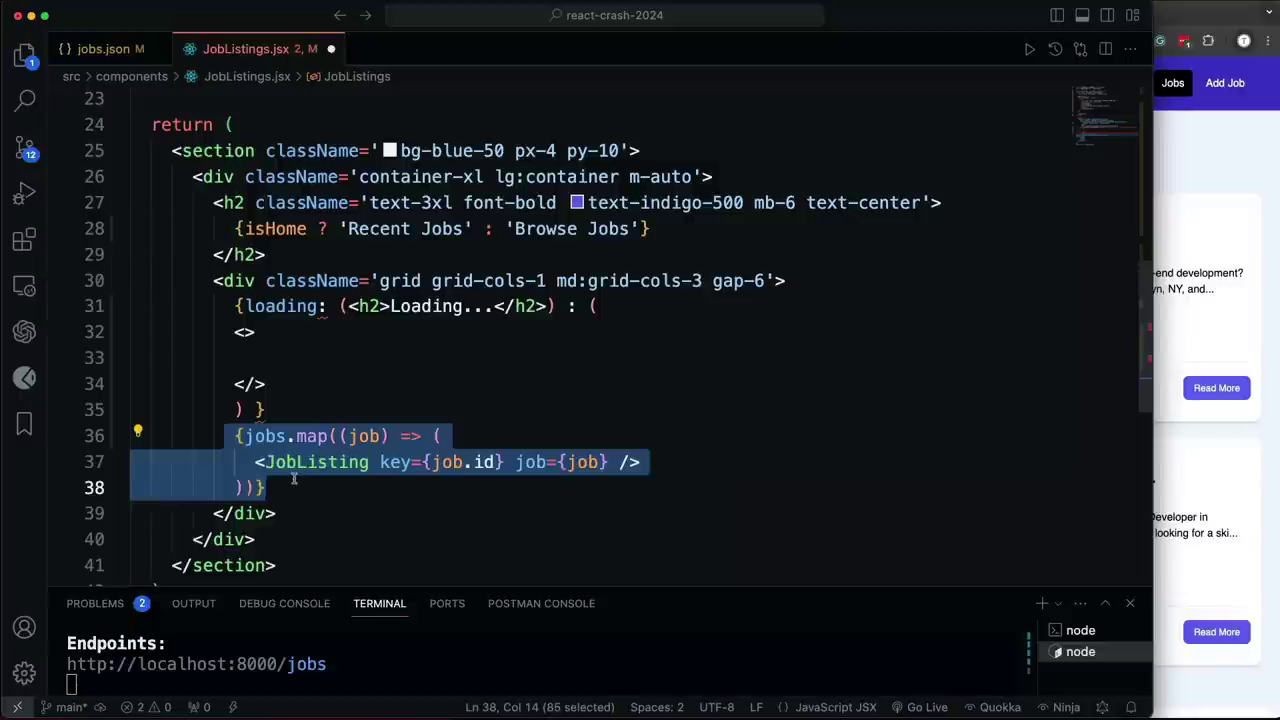 react-crash-2024
jobs.json M
JobListings.jsx 2, M
src > components > JobListings.jsx > JobListings
Jobs
Add Job
23
24 return (
25 <section className='bg-blue-50 px-4 py-10'>
26 <div className='container-xl lg:container m-auto'>
27 <h2 className='text-3xl font-bold text-indigo-500 mb-6 text-center'>
28 {isHome ? 'Recent Jobs' : 'Browse Jobs'}
29 </h2>
30 <div className='grid grid-cols-1 md:grid-cols-3 gap-6'>
31 {loading: (<h2>Loading...</h2>) : (
32 <>
33
34 </>
35 ) }
36 {jobs.map((job) => (
37 <JobListing key={job.id} job={job} />
38 ))}
39 </div>
40 </div>
41 </section>
-end development?
yn, NY, and...
Read More
Developer in
looking for a ski...
Read More
PROBLEMS 2 OUTPUT DEBUG CONSOLE TERMINAL PORTS POSTMAN CONSOLE
Endpoints:
http://localhost:8000/jobs
node
node
1
12
main* 2 0 0 Ln 38, Col 14 (85 selected) Spaces: 2 UTF-8 LF { } JavaScript JSX Go Live Quokka Ninja